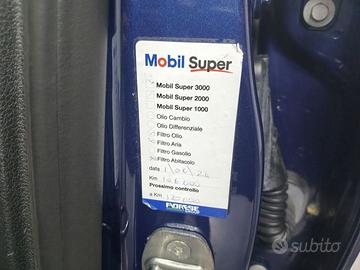 Mobil Super
Mobil Super 3000
Mobil Super 2000
Mobil Super 1000
Olio Cambio
Olio Differenziale
Filtro Olio
Filtro Aria
Filtro Gasolio
Filtro Abitacolo
data
Km
Prossimo controllo
a Km
subito